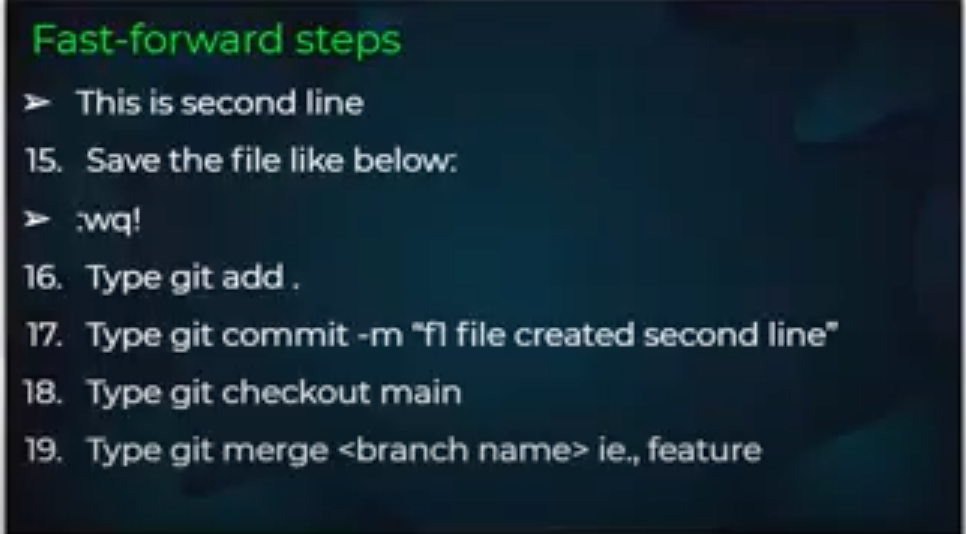 Fast-forward steps
➢ This is second line
15. Save the file like below:
➢ :wq!
16. Type git add .
17. Type git commit -m "f1 file created second line"
18. Type git checkout main
19. Type git merge <branch name> ie., feature